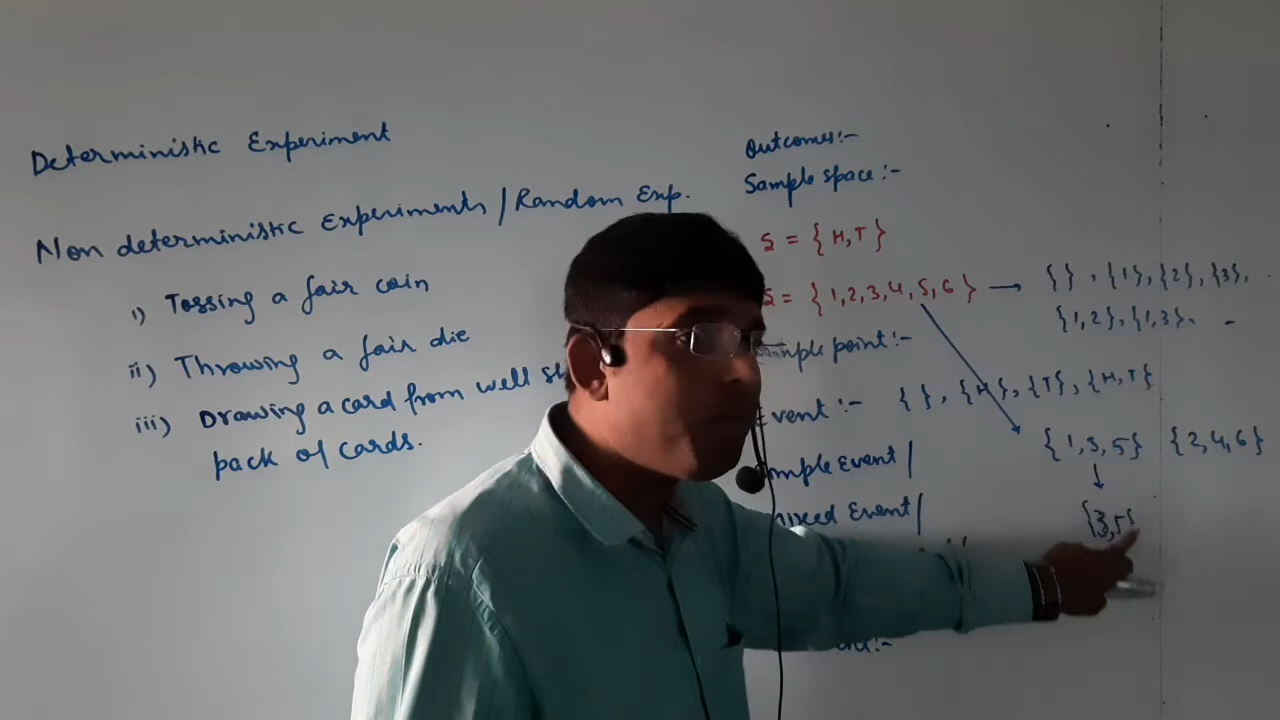 Deterministic Experiment
Non deterministic Experiments / Random Exp.
i) Tossing a fair coin
ii) Throwing a fair die
iii) Drawing a card from well
pack of cards.
Outcomes:-
Sample space:-
S = { H, T }
S = { 1, 2, 3, 4, 5, 6 } → { } , {1}, {2}, {3},
{1, 2}, {1, 3}, -
point:-
Event:- { } , {H}, {T}, {H, T}
{ 1, 3, 5 } { 2, 4, 6 }
Event |
Event |
{3, 5}